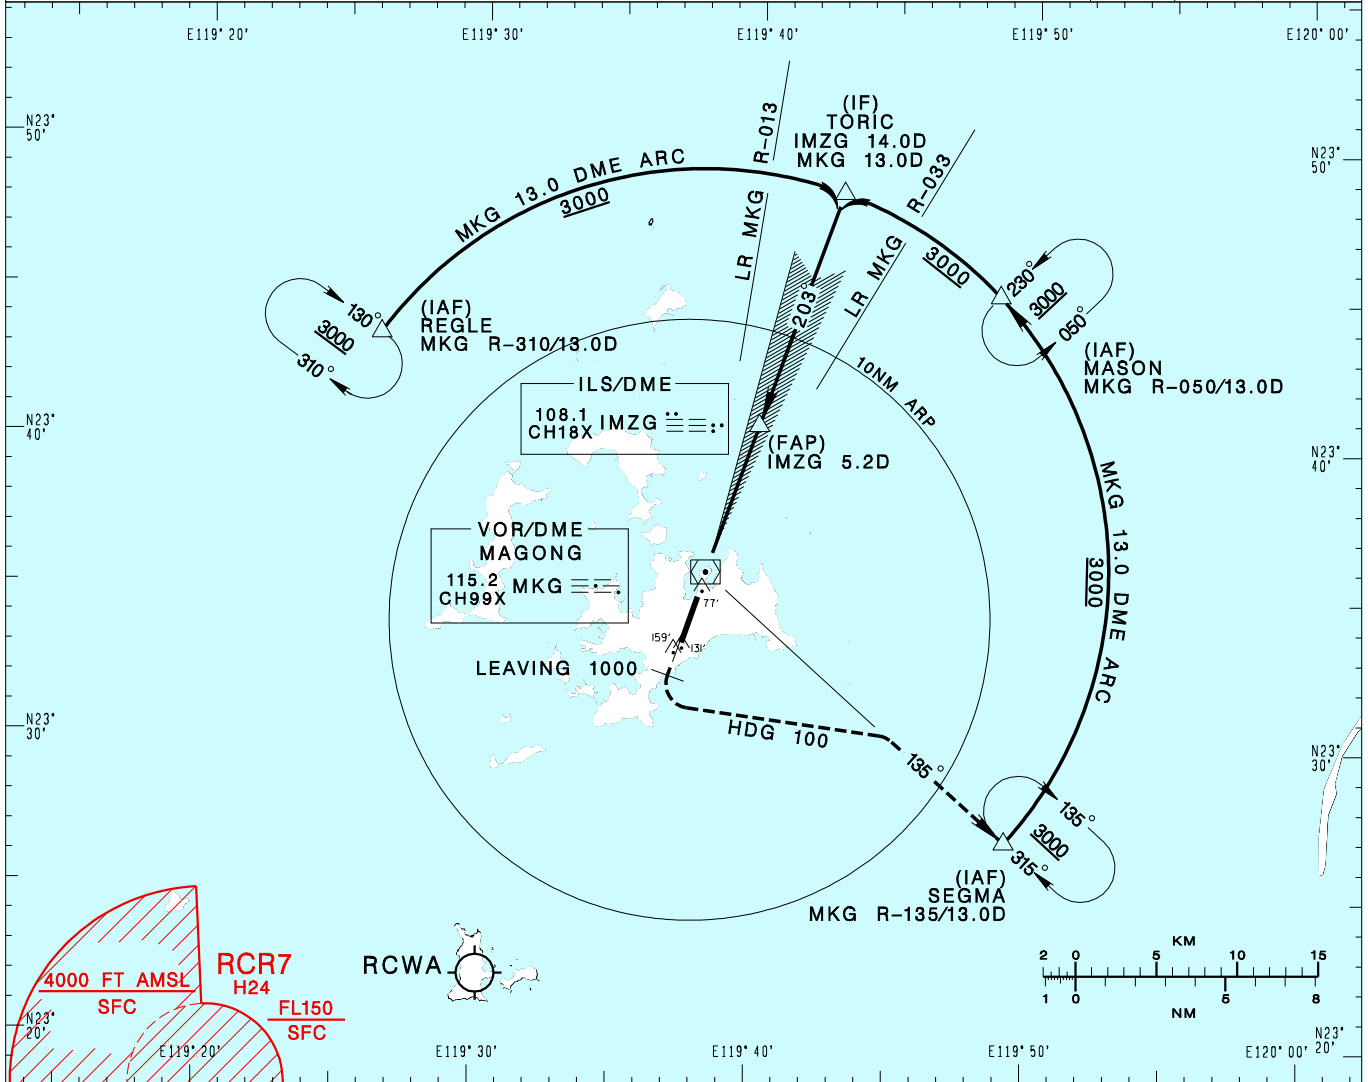 E119° 20'
E119° 30'
E119° 40'
E119° 50'
E120° 00'
N23°
50'
N23°
50'
(IF)
TORIC
IMZG 14.0D
MKG 13.0D
R-013
LR MKG
R-033
LR MKG
MKG 13.0 DME ARC
3000
3000
130°
3000
310°
(IAF)
REGLE
MKG R-310/13.0D
230°
3000
050°
(IAF)
MASON
MKG R-050/13.0D
203°
10NM ARP
ILS/DME
108.1
CH18X
IMZG
(FAP)
IMZG 5.2D
N23°
40'
N23°
40'
MKG 13.0 DME ARC
3000
VOR/DME
MAGONG
115.2
CH99X
MKG
77'
159'
131'
LEAVING 1000
HDG 100
135°
N23°
30'
N23°
30'
135°
3000
315°
(IAF)
SEGMA
MKG R-135/13.0D
RCWA
RCR7
H24
4000 FT AMSL
SFC
FL150
SFC
KM
2 0 5 10 15
1 0 5 8
NM
N23°
20'
N23°
20'
E119° 20'
E119° 30'
E119° 40'
E119° 50'
E120° 00'